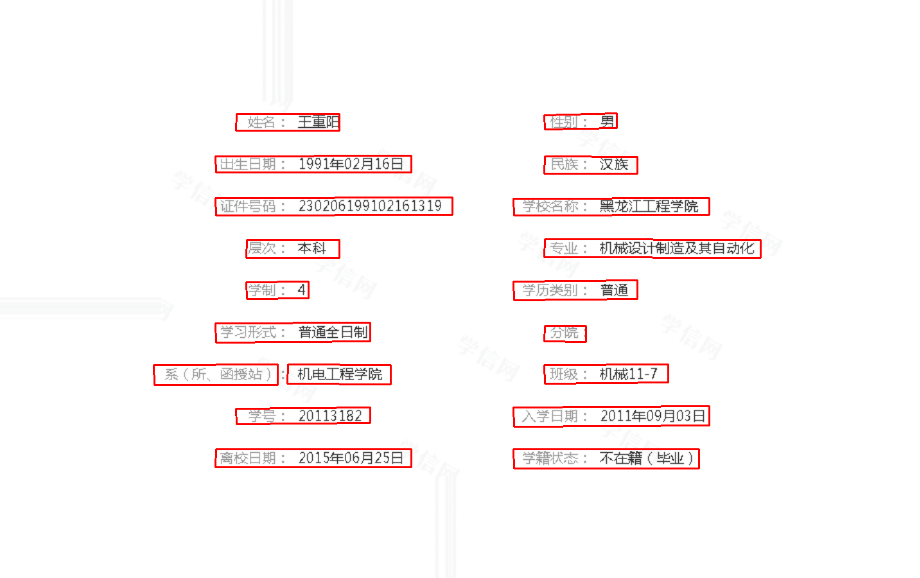 姓名： 王重阳 性别： 男
出生日期： 1991年02月16日 民族： 汉族
证件号码： 230206199102161319 学校名称： 黑龙江工程学院
层次： 本科 专业： 机械设计制造及其自动化
学制： 4 学历类别： 普通
学习形式： 普通全日制 分院：
系（所、函授站）： 机电工程学院 班级： 机械11-7
学号： 20113182 入学日期： 2011年09月03日
离校日期： 2015年06月25日 学籍状态： 不在籍（毕业）